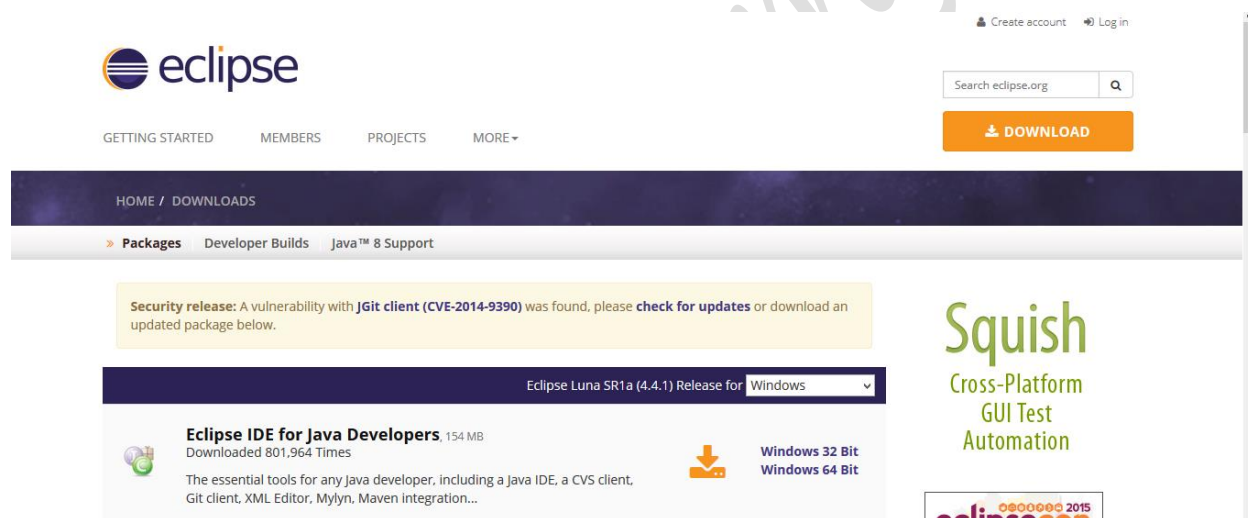 Create account Log in
eclipse
Search eclipse.org
GETTING STARTED MEMBERS PROJECTS MORE
DOWNLOAD
HOME / DOWNLOADS
» Packages Developer Builds Java™ 8 Support
Security release: A vulnerability with JGit client (CVE-2014-9390) was found, please check for updates or download an
updated package below.
Squish
Cross-Platform
GUI Test
Automation
Eclipse Luna SR1a (4.4.1) Release for Windows
Eclipse IDE for Java Developers, 154 MB
Downloaded 801,964 Times
The essential tools for any Java developer, including a Java IDE, a CVS client,
Git client, XML Editor, Mylyn, Maven integration...
Windows 32 Bit
Windows 64 Bit
2015